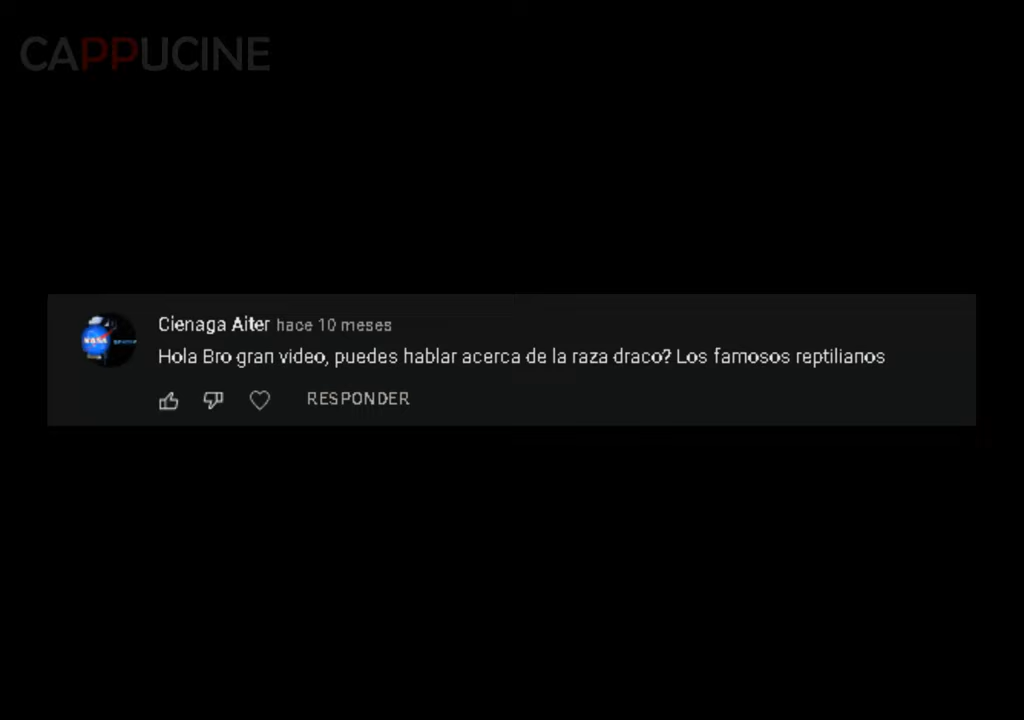 CAPPUCINE
Cienaga Aiter hace 10 meses
Hola Bro gran video, puedes hablar acerca de la raza draco? Los famosos reptilianos
RESPONDER